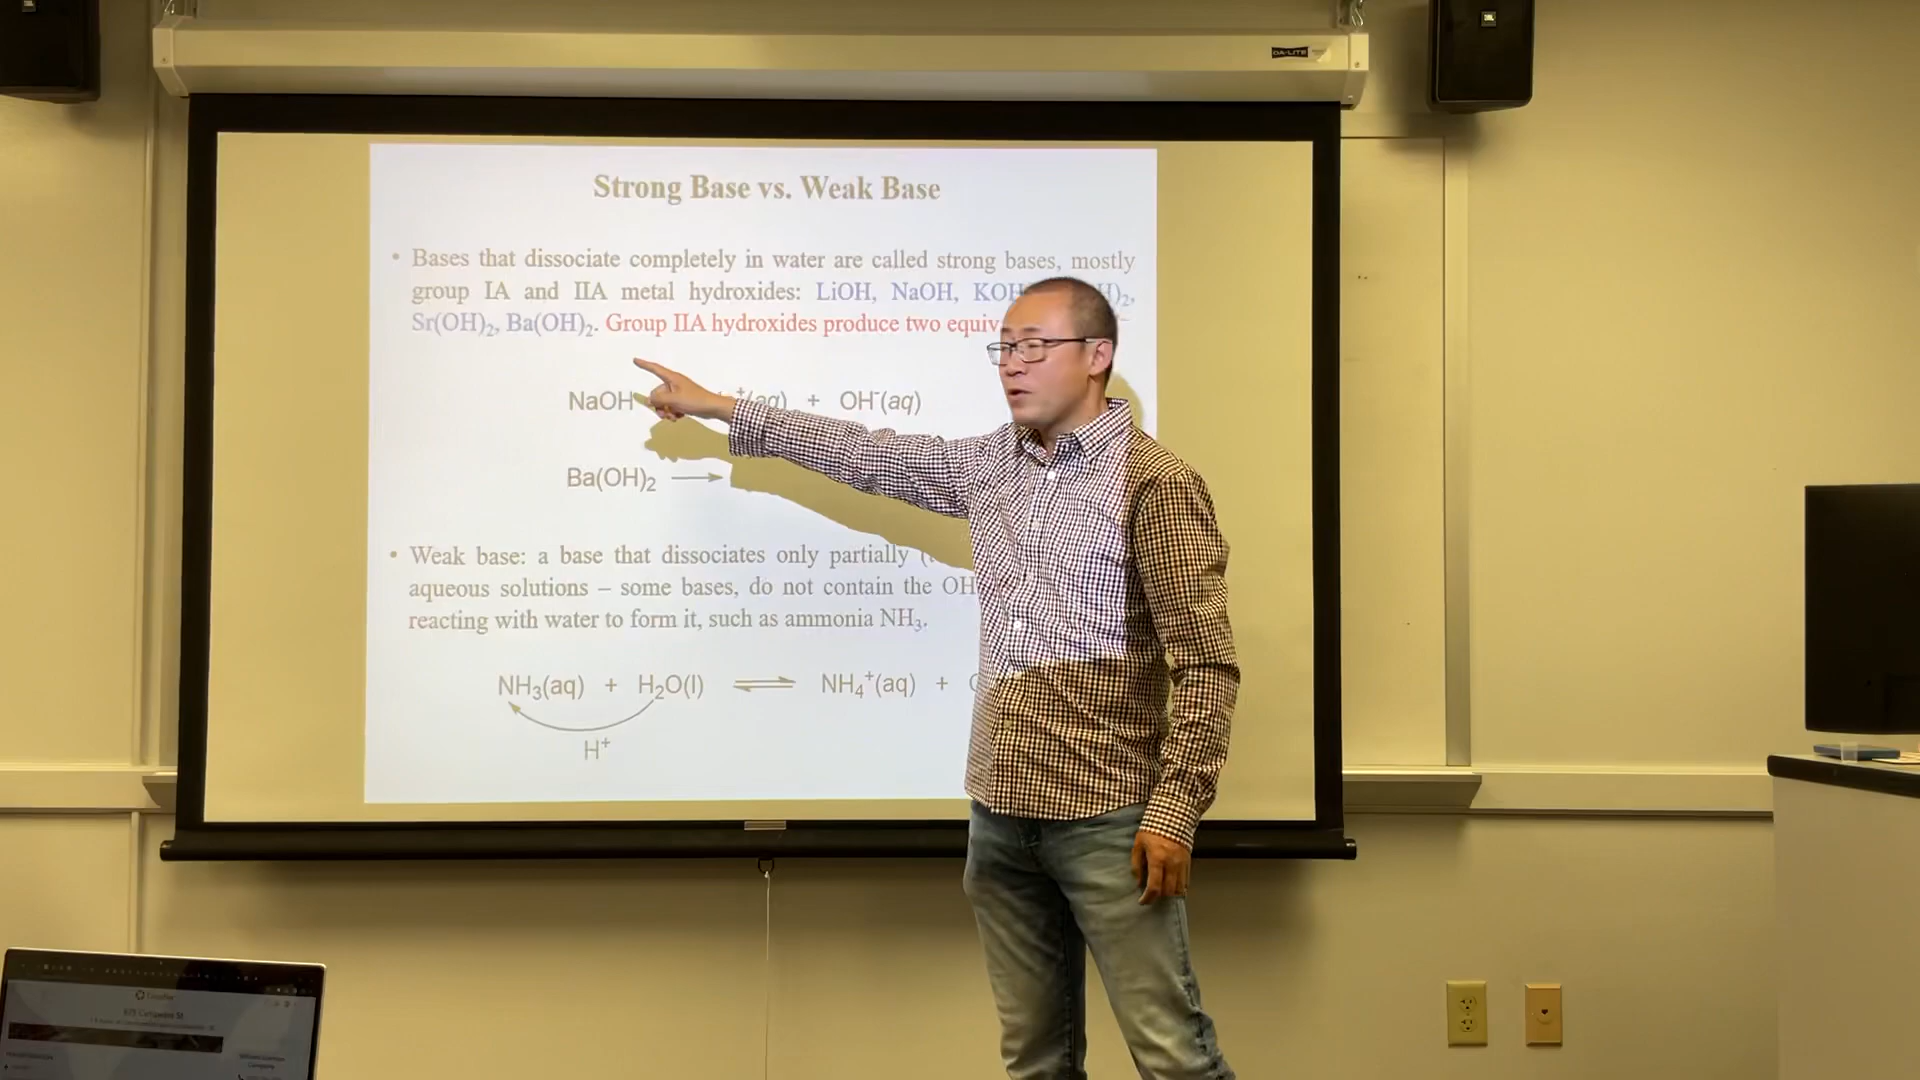 DA-LITE
JBL
Strong Base vs. Weak Base
• Bases that dissociate completely in water are called strong bases, mostly
group IA and IIA metal hydroxides: LiOH, NaOH, KOH H)₂,
Sr(OH)₂, Ba(OH)₂. Group IIA hydroxides produce two
NaOH ⁺(aq) + OH⁻(aq)
Ba(OH)₂ ⟶
• Weak base: a base that dissociates only partially
aqueous solutions – some bases, do not contain the OH
reacting with water to form it, such as ammonia NH₃.
NH₃(aq) + H₂O(l) ⇌ NH₄⁺(aq) +
H⁺